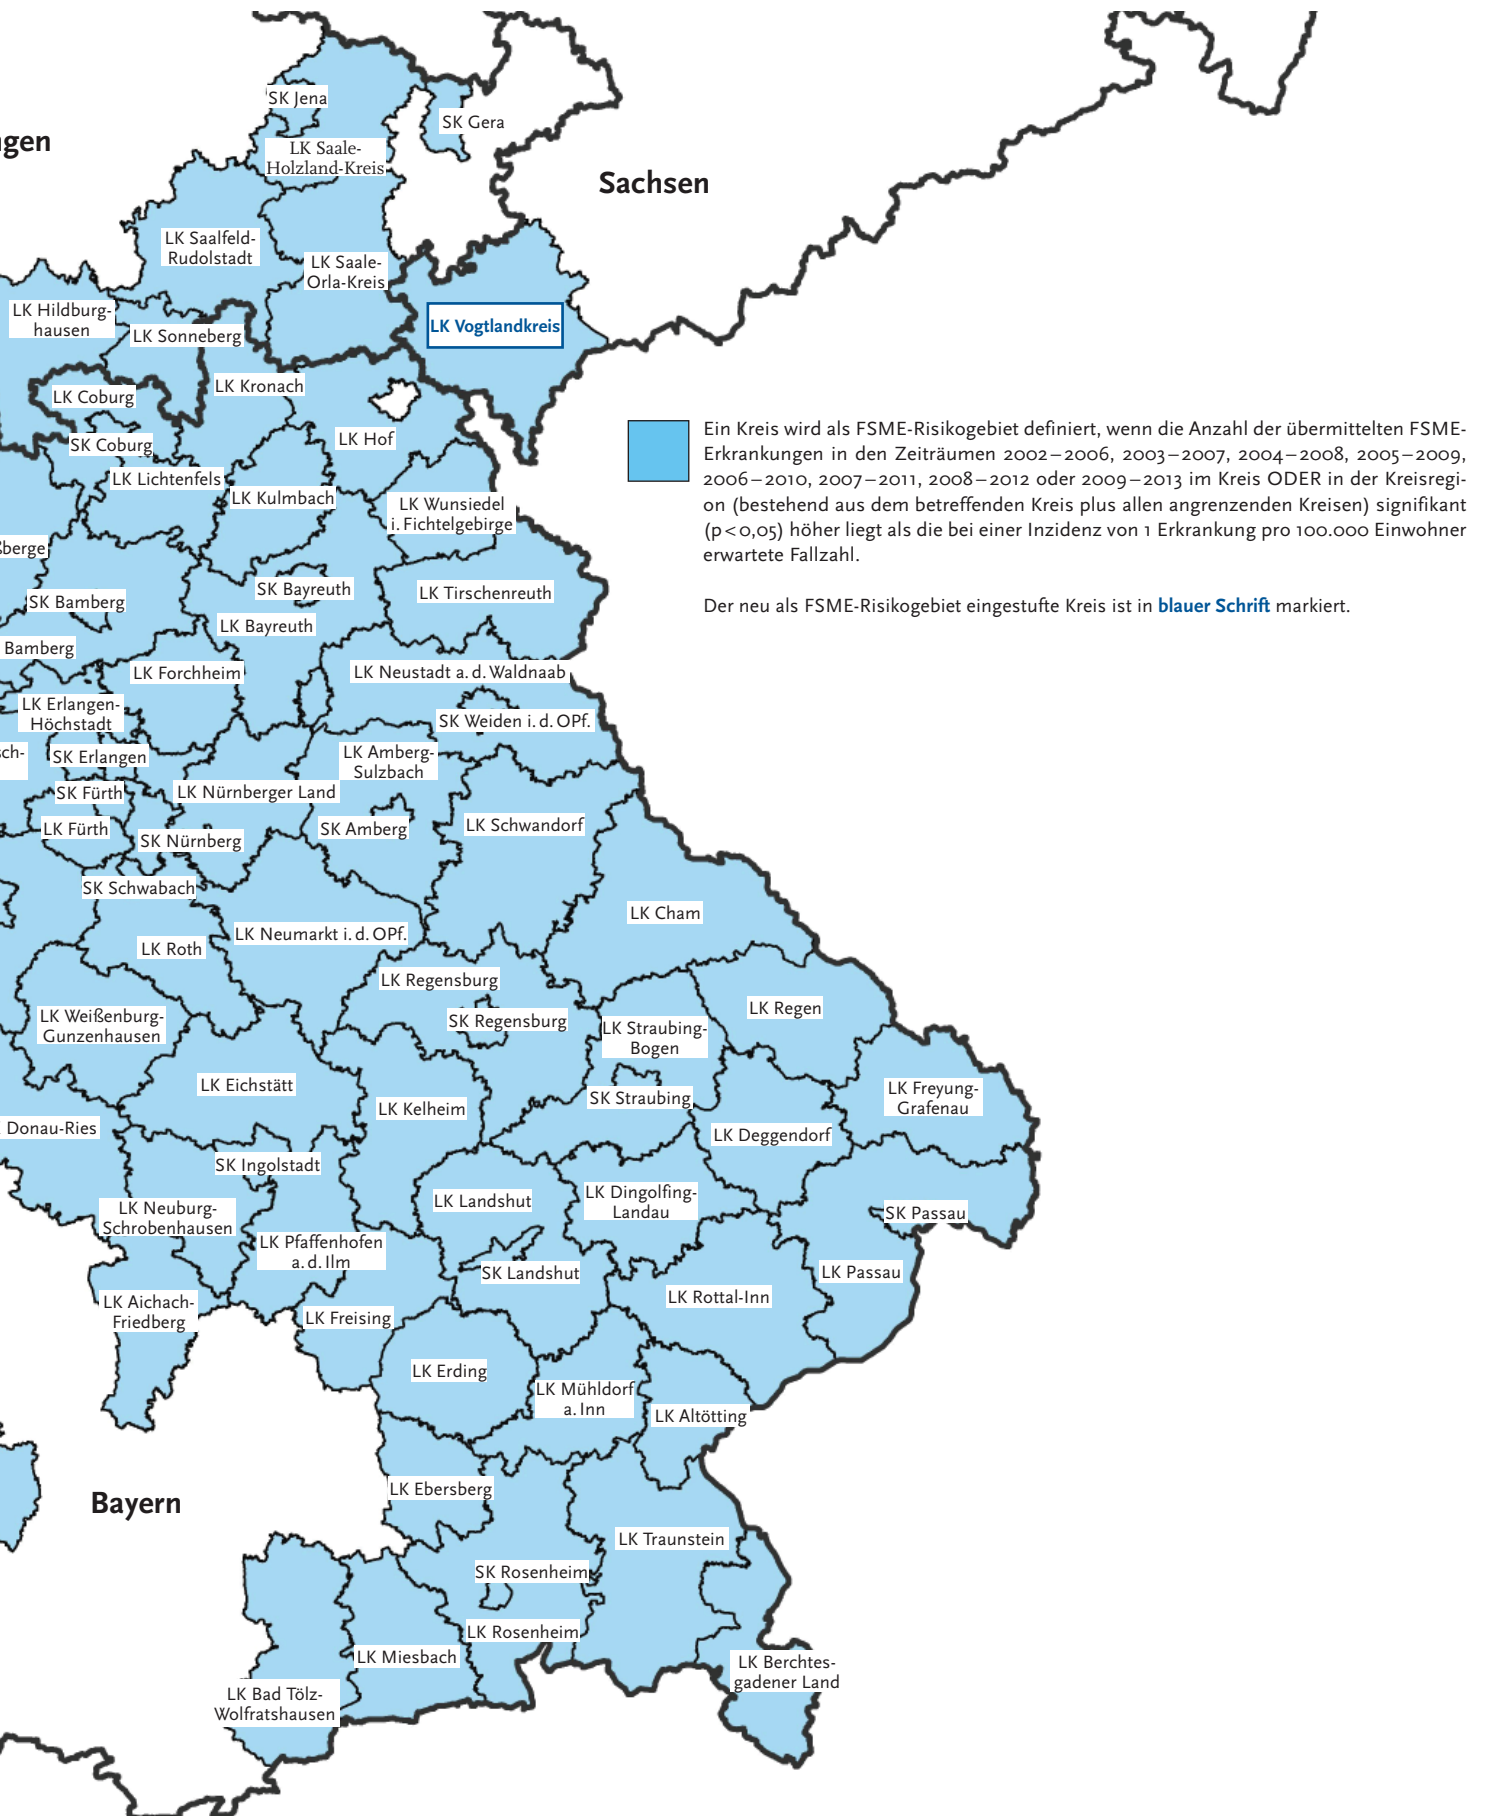 SK Jena
SK Gera
ngen
LK Saale-
Holzland-Kreis
Sachsen
LK Saalfeld-
Rudolstadt
LK Saale-
Orla-Kreis
LK Hildburg-
hausen
LK Vogtlandkreis
LK Sonneberg
LK Kronach
LK Coburg
Ein Kreis wird als FSME-Risikogebiet definiert, wenn die Anzahl der übermittelten FSME-
Erkrankungen in den Zeiträumen 2002–2006, 2003–2007, 2004–2008, 2005–2009,
2006–2010, 2007–2011, 2008–2012 oder 2009–2013 im Kreis ODER in der Kreisregi-
on (bestehend aus dem betreffenden Kreis plus allen angrenzenden Kreisen) signifikant
(p<0,05) höher liegt als die bei einer Inzidenz von 1 Erkrankung pro 100.000 Einwohner
erwartete Fallzahl.
Der neu als FSME-Risikogebiet eingestufte Kreis ist in blauer Schrift markiert.
LK Hof
SK Coburg
LK Lichtenfels
LK Kulmbach
LK Wunsiedel
i. Fichtelgebirge
ßberge
SK Bayreuth
LK Tirschenreuth
SK Bamberg
LK Bayreuth
Bamberg
LK Forchheim
LK Neustadt a. d. Waldnaab
LK Erlangen-
Höchstadt
SK Weiden i. d. OPf.
sch-
SK Erlangen
LK Amberg-
Sulzbach
SK Fürth
LK Nürnberger Land
LK Fürth
SK Nürnberg
SK Amberg
LK Schwandorf
SK Schwabach
LK Cham
LK Neumarkt i. d. OPf.
LK Roth
LK Regensburg
LK Regen
LK Weißenburg-
Gunzenhausen
SK Regensburg
LK Straubing-
Bogen
LK Eichstätt
LK Kelheim
SK Straubing
LK Freyung-
Grafenau
Donau-Ries
LK Deggendorf
SK Ingolstadt
LK Landshut
LK Dingolfing-
Landau
LK Neuburg-
Schrobenhausen
SK Passau
LK Pfaffenhofen
a. d. Ilm
SK Landshut
LK Passau
LK Rottal-Inn
LK Aichach-
Friedberg
LK Freising
LK Erding
LK Mühldorf
a. Inn
LK Altötting
LK Ebersberg
Bayern
LK Traunstein
SK Rosenheim
LK Rosenheim
LK Miesbach
LK Berchtes-
gadener Land
LK Bad Tölz-
Wolfratshausen